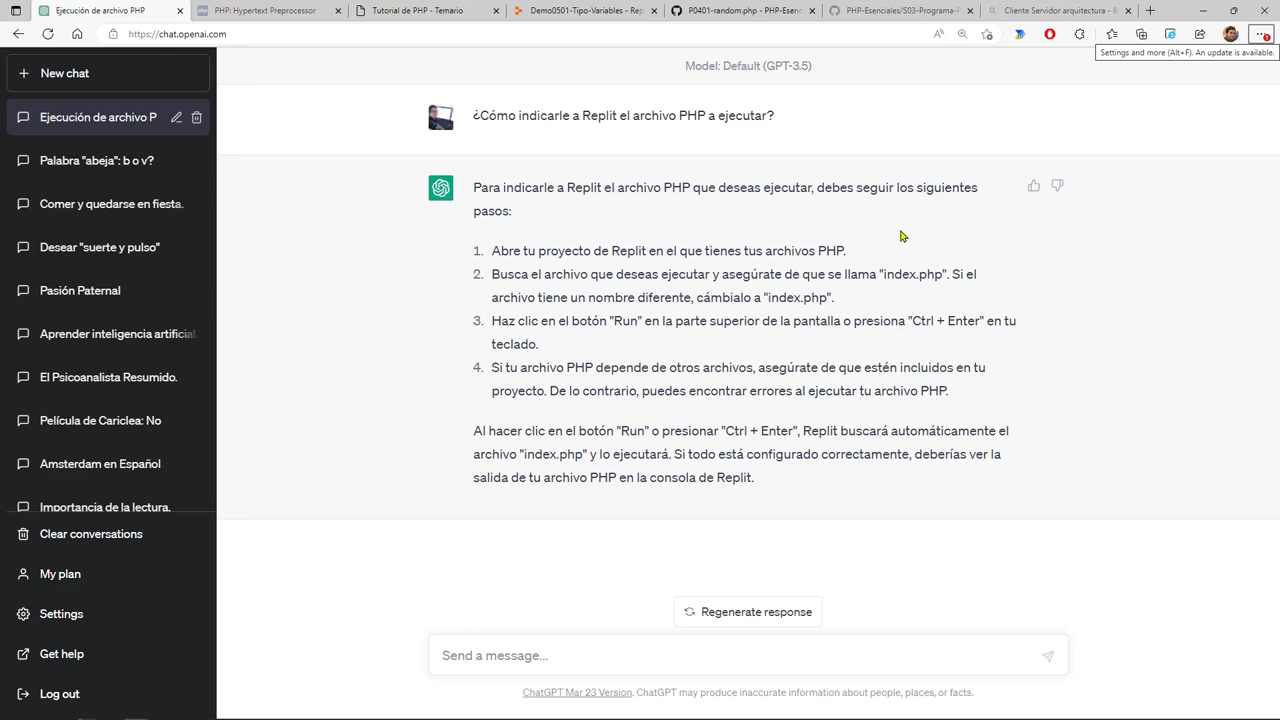 Ejecución de archivo PHP
PHP: Hypertext Preprocessor
Tutorial de PHP - Temario
Demo0501-Tipo-Variables - Rep
P0401-random.php - PHP-Esen
PHP-Esenciales/S03-Programa-P
Cliente Servidor arquitectura - B
https://chat.openai.com
Settings and more (Alt+F). An update is available.
New chat
Model: Default (GPT-3.5)
Ejecución de archivo P
¿Cómo indicarle a Replit el archivo PHP a ejecutar?
Palabra "abeja": b o v?
Comer y quedarse en fiesta.
Desear "suerte y pulso"
Pasión Paternal
Aprender inteligencia artificial
El Psicoanalista Resumido.
Película de Cariclea: No
Amsterdam en Español
Importancia de la lectura.
Clear conversations
My plan
Settings
Get help
Log out
Para indicarle a Replit el archivo PHP que deseas ejecutar, debes seguir los siguientes
pasos:
1. Abre tu proyecto de Replit en el que tienes tus archivos PHP.
2. Busca el archivo que deseas ejecutar y asegúrate de que se llama "index.php". Si el
archivo tiene un nombre diferente, cámbialo a "index.php".
3. Haz clic en el botón "Run" en la parte superior de la pantalla o presiona "Ctrl + Enter" en tu
teclado.
4. Si tu archivo PHP depende de otros archivos, asegúrate de que estén incluidos en tu
proyecto. De lo contrario, puedes encontrar errores al ejecutar tu archivo PHP.
Al hacer clic en el botón "Run" o presionar "Ctrl + Enter", Replit buscará automáticamente el
archivo "index.php" y lo ejecutará. Si todo está configurado correctamente, deberías ver la
salida de tu archivo PHP en la consola de Replit.
Regenerate response
Send a message...
ChatGPT Mar 23 Version. ChatGPT may produce inaccurate information about people, places, or facts.